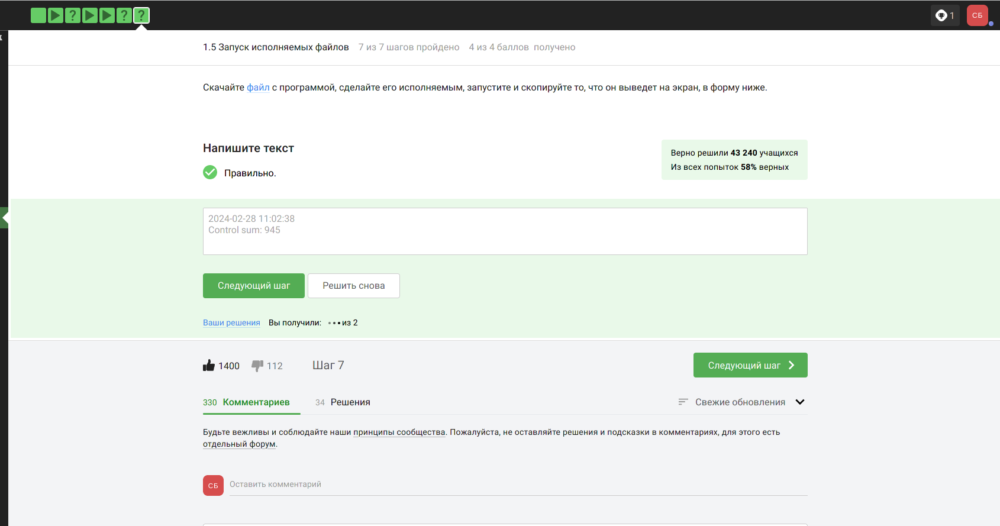 1
СБ
1.5 Запуск исполняемых файлов 7 из 7 шагов пройдено 4 из 4 баллов получено
Скачайте файл с программой, сделайте его исполняемым, запустите и скопируйте то, что он выведет на экран, в форму ниже.
Напишите текст
Правильно.
Верно решили 43 240 учащихся
Из всех попыток 58% верных
2024-02-28 11:02:38
Control sum: 945
Следующий шаг
Решить снова
Ваши решения Вы получили: из 2
1400 112 Шаг 7
Следующий шаг
330 Комментариев 34 Решения Свежие обновления
Будьте вежливы и соблюдайте наши принципы сообщества. Пожалуйста, не оставляйте решения и подсказки в комментариях, для этого есть
отдельный форум.
СБ Оставить комментарий